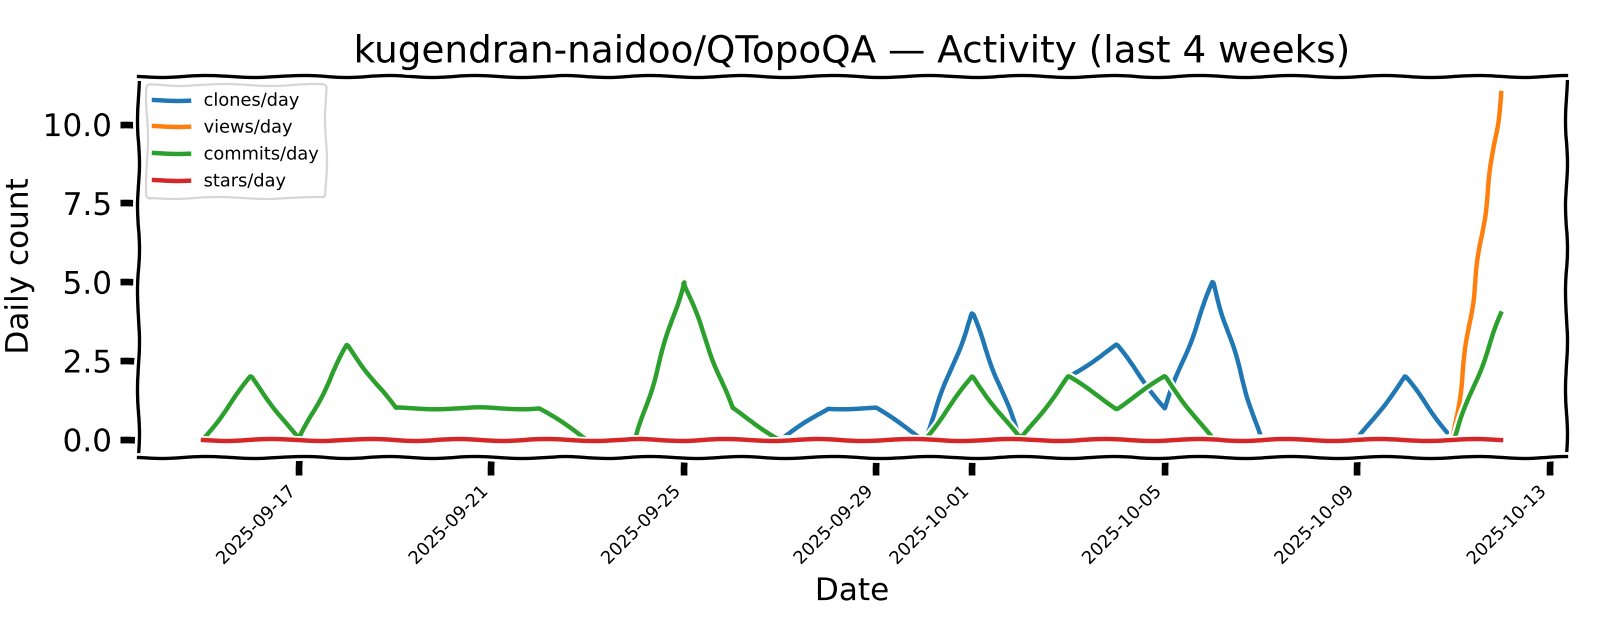 kugendran-naidoo/QTopoQA — Activity (last 4 weeks)
clones/day
views/day
commits/day
stars/day
Daily count
10.0
7.5
5.0
2.5
0.0
2025-09-17
2025-09-21
2025-09-25
2025-09-29
2025-10-01
2025-10-05
2025-10-09
2025-10-13
Date